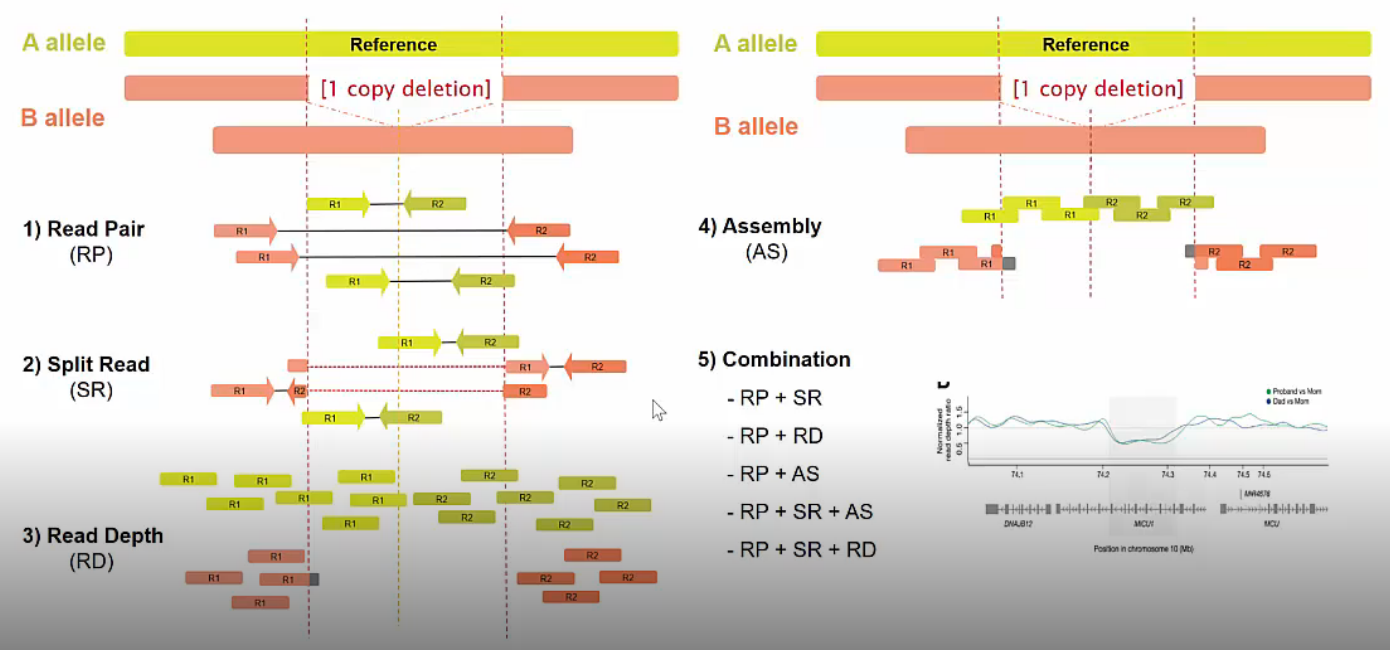 A allele
Reference
[1 copy deletion]
B allele
1) Read Pair
(RP)
R1
R2
R1
R2
R1
R2
R1
R2
2) Split Read
(SR)
R1
R2
R1
R2
R1
R2
R2
R1
R2
3) Read Depth
(RD)
R1
R1
R1
R2
R2
R1
R1
R1
R2
R2
R2
R1
R2
R2
R1
R2
R1
R1
R2
R2
R1
R2
A allele
Reference
[1 copy deletion]
B allele
4) Assembly
(AS)
R1
R2
R2
R1
R1
R2
R1
R2
R2
R1
R1
R2
5) Combination
- RP + SR
- RP + RD
- RP + AS
- RP + SR + AS
- RP + SR + RD
Proband vs Mom
Dad vs Mom
Normalized
read depth ratio
0.5
1.0
1.5
74.1
74.2
74.3
74.4
74.5
74.6
DNAJB12
MICU1
MCU
Position in chromosome 10 (Mb)